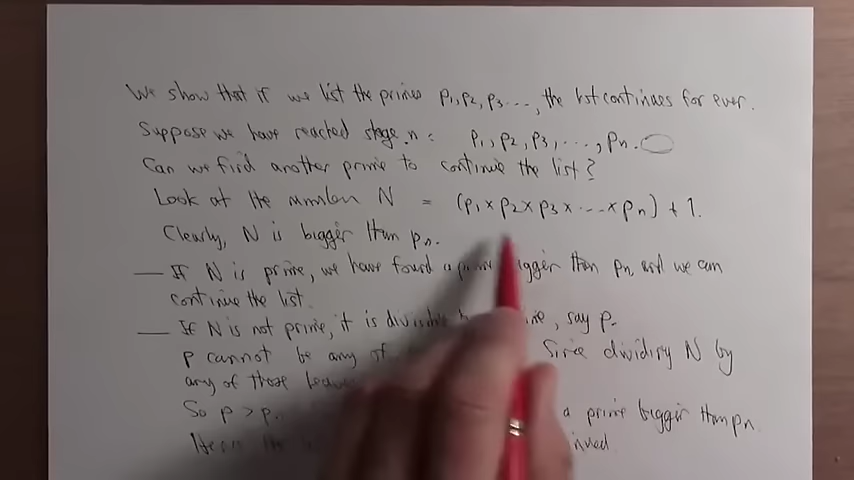 We show that if we list the primes p1, p2, p3 ..., the list continues for ever.
Suppose we have reached stage n: p1, p2, p3, ..., pn.
Can we find another prime to continue the list?
Look at the number N = (p1 × p2 × p3 × ... × pn) + 1.
Clearly, N is bigger than pn.
— If N is prime, we have found a prime bigger than pn and we can
continue the list.
— If N is not prime, it is divisible, say p.
p cannot be any of Since dividing N by
any of those leaves
So p > pn. a prime bigger than pn.